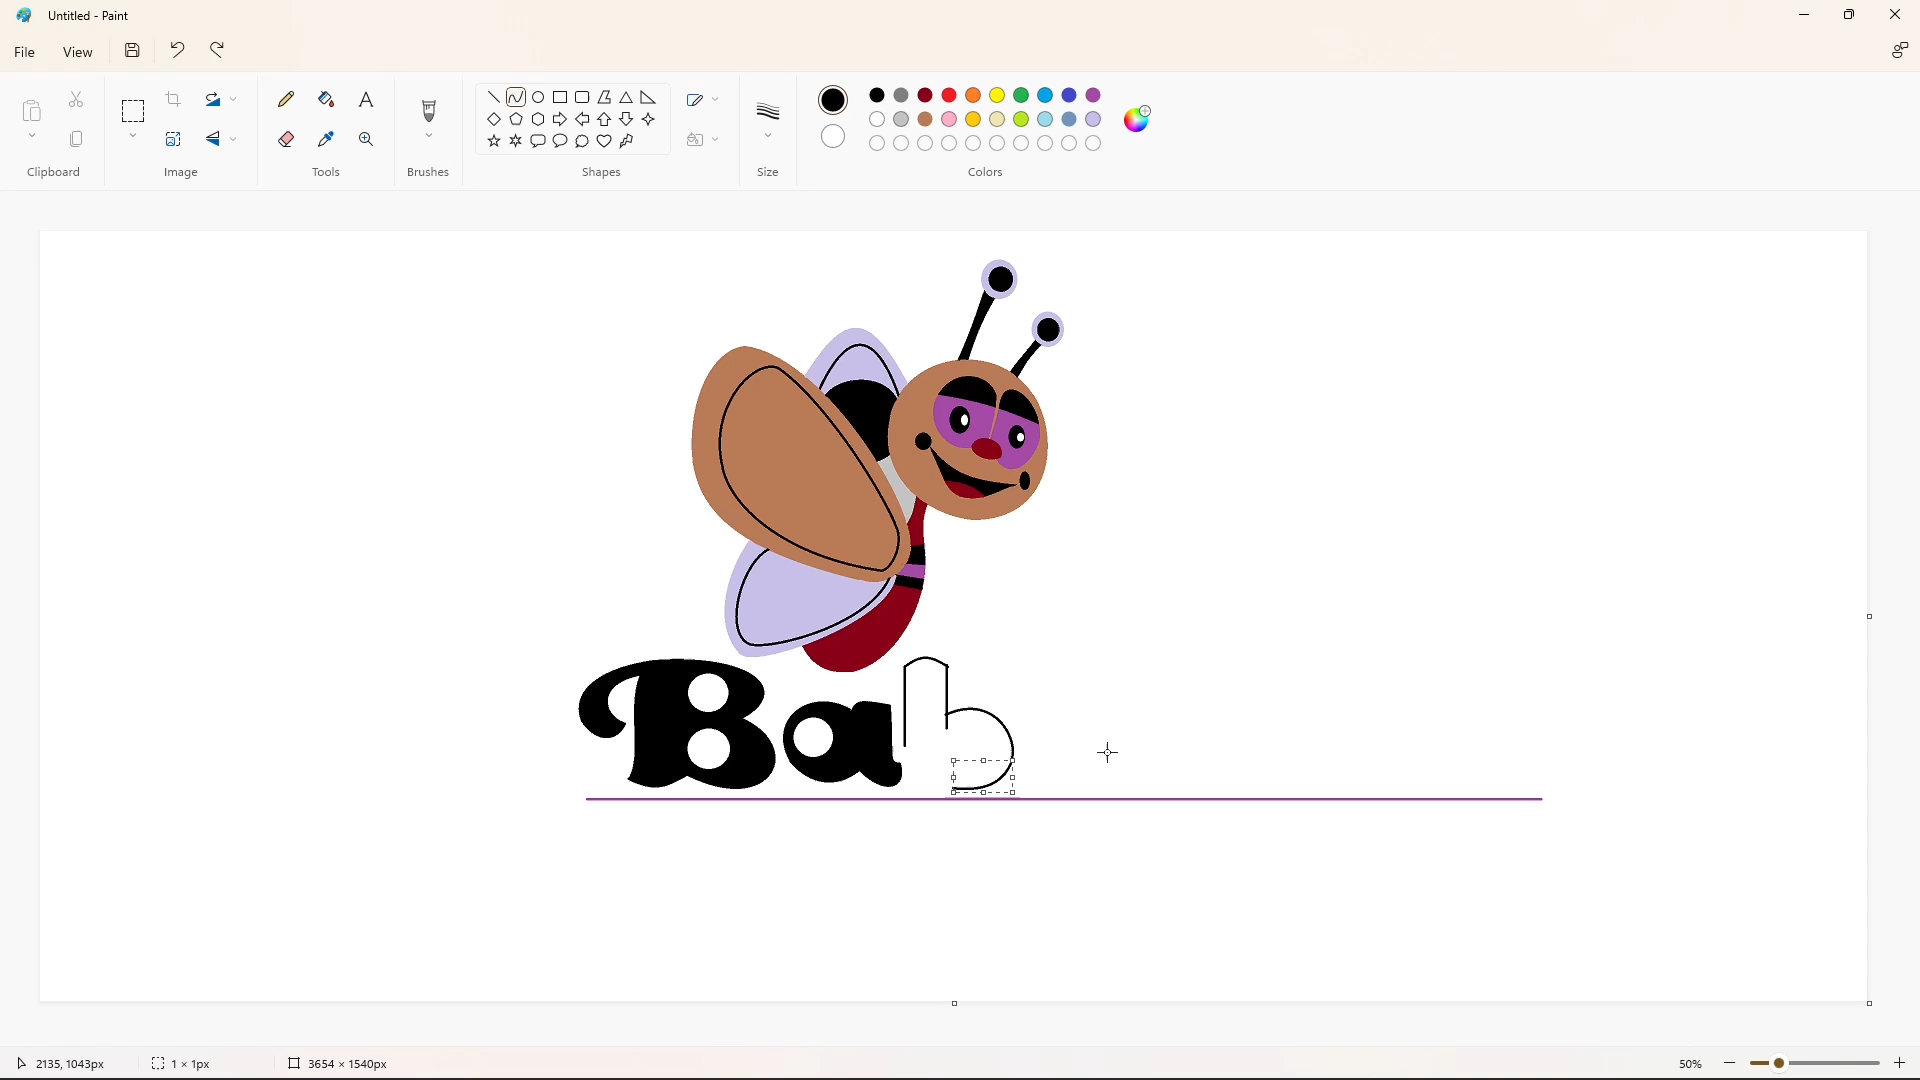 Untitled - Paint
File View
Clipboard Image Tools Brushes Shapes Size Colors
Bab
2135, 1043px 1 × 1px 3654 × 1540px 50%